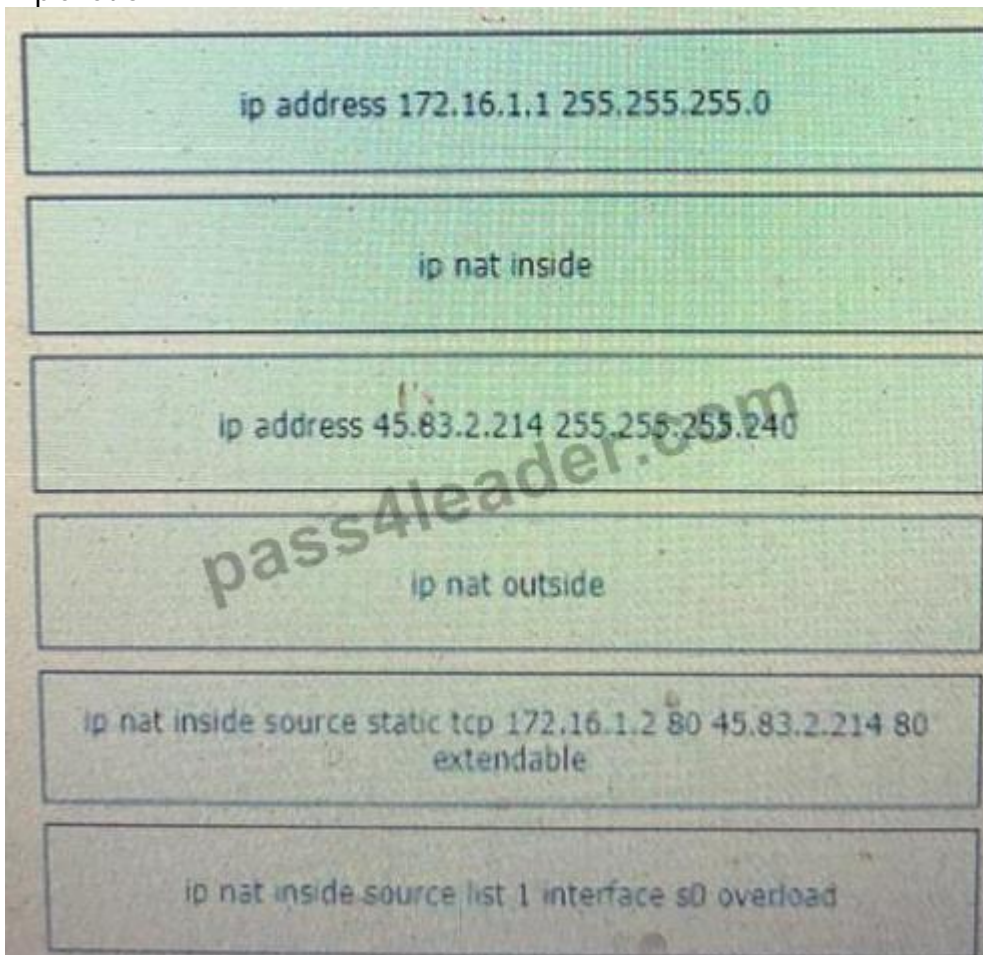 ip address 172.16.1.1 255.255.255.0
ip nat inside
ip address 45.83.2.214 255.255.255.240
pass4leader.com
ip nat outside
ip nat inside source static tcp 172.16.1.2 80 45.83.2.214 80
extendable
ip nat inside source list 1 interface s0 overload